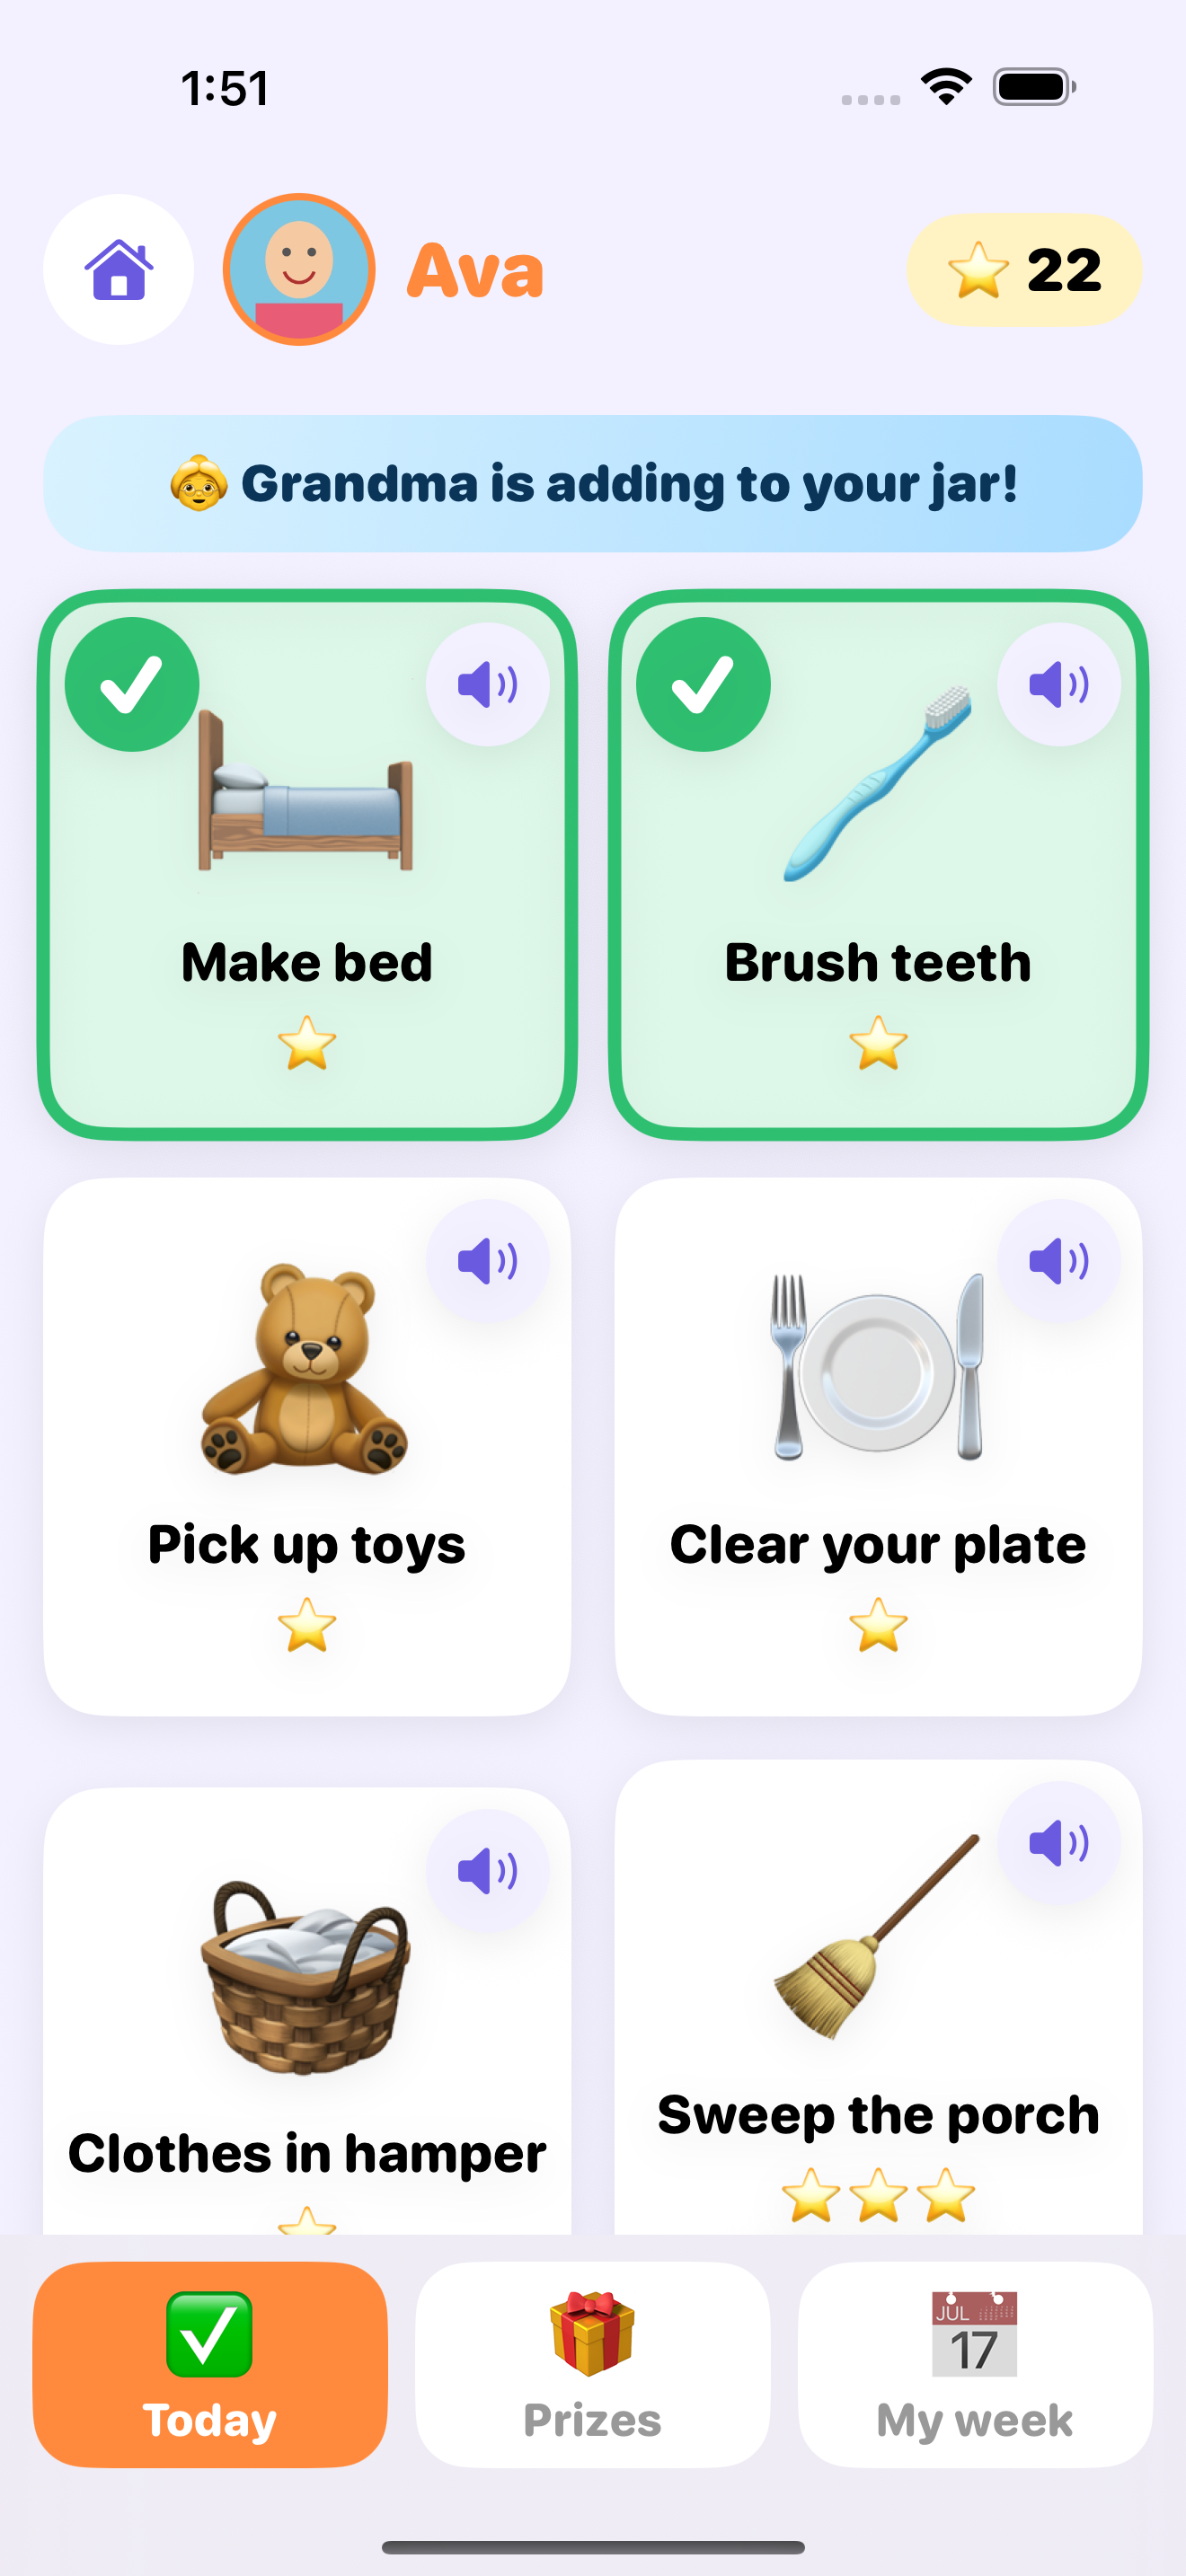 1:51
Ava
22
Grandma is adding to your jar!
Make bed
Brush teeth
Pick up toys
Clear your plate
Clothes in hamper
Sweep the porch
JUL
17
Today
Prizes
My week